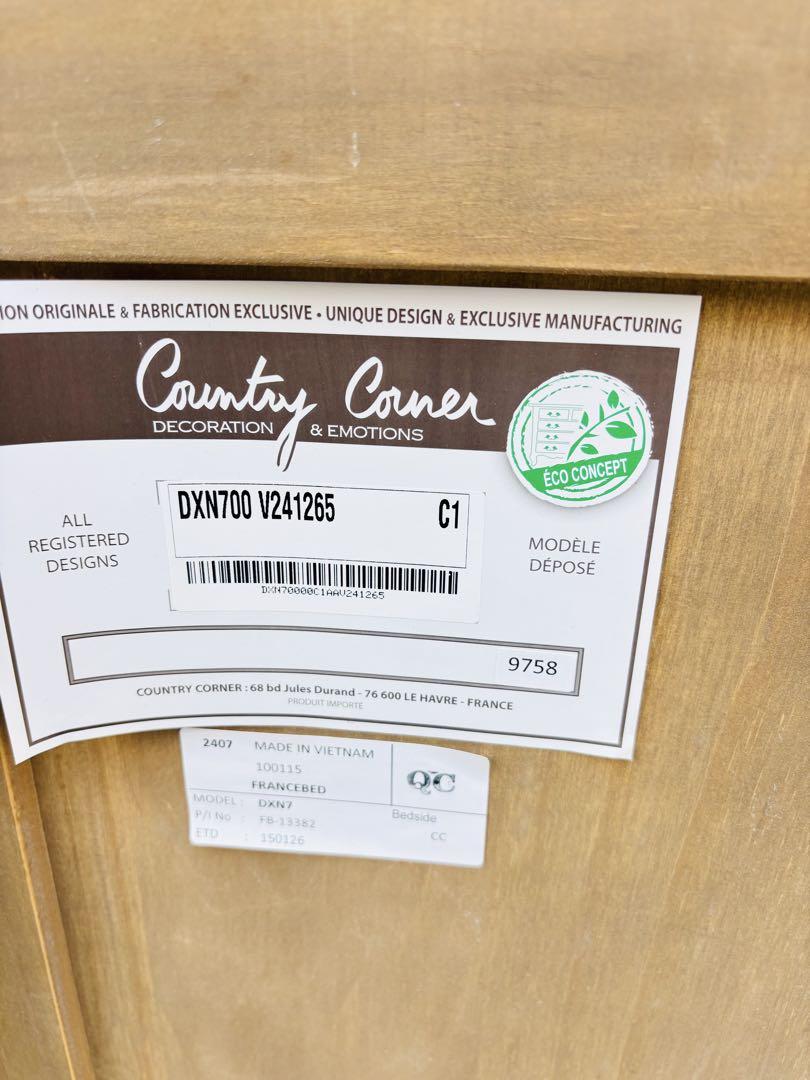 ION ORIGINALE & FABRICATION EXCLUSIVE • UNIQUE DESIGN & EXCLUSIVE MANUFACTURING
Country Corner
DECORATION & EMOTIONS
ÉCO CONCEPT
ALL
REGISTERED
DESIGNS
DXN700 V241265 C1
DXN70000C1AAV241265
MODÈLE
DÉPOSÉ
9758
COUNTRY CORNER : 68 bd Jules Durand - 76 600 LE HAVRE - FRANCE
PRODUIT IMPORTÉ
2407 MADE IN VIETNAM
100115
FRANCEBED
QC
MODEL : DXN7
P/I No : FB-13382
ETD : 150126
Bedside
CC